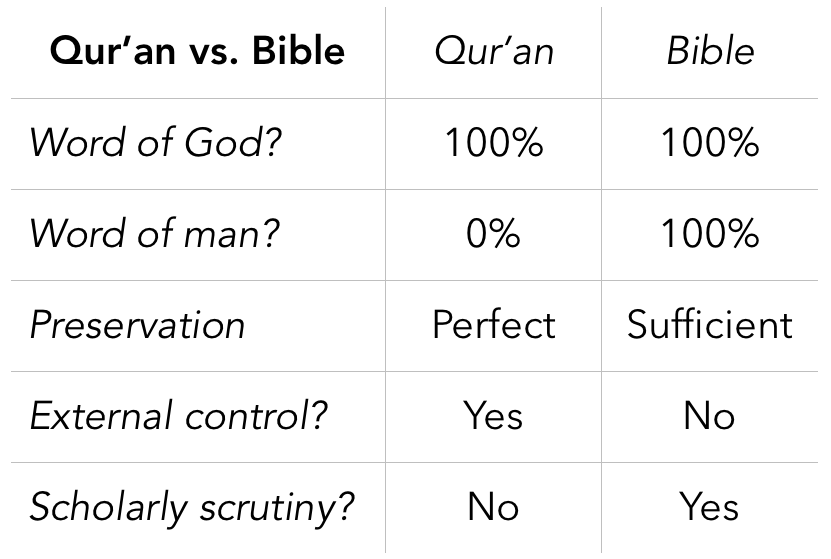 Qur’an vs. Bible Qur’an Bible
Word of God? 100% 100%
Word of man? 0% 100%
Preservation Perfect Sufficient
External control? Yes No
Scholarly scrutiny? No Yes